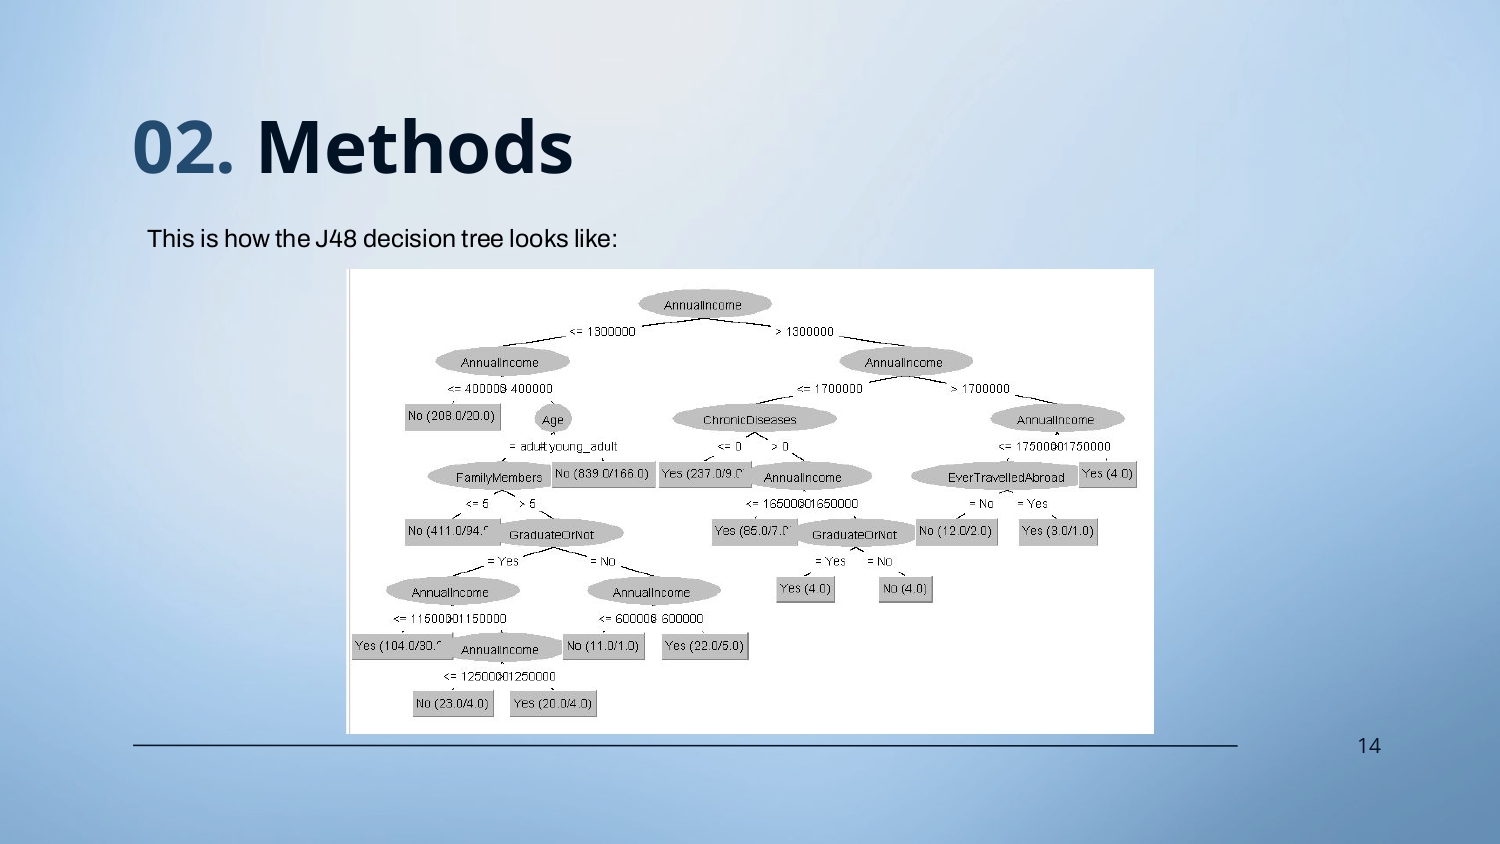 02. Methods
This is how the J48 decision tree looks like:
AnnualIncome
<= 1300000 > 1300000
AnnualIncome AnnualIncome
<= 400000 > 400000 <= 1700000 > 1700000
No (208.0/20.0) Age ChronicDiseases AnnualIncome
= adult = young_adult <= 0 > 0 <= 1750000 > 1750000
FamilyMembers No (839.0/166.0) Yes (237.0/9.0 AnnualIncome EverTravelledAbroad Yes (4.0)
<= 5 > 5 <= 1650000 > 1650000 = No = Yes
No (411.0/94. GraduateOrNot Yes (85.0/7.0 GraduateOrNot No (12.0/2.0) Yes (3.0/1.0)
= Yes = No = Yes = No
AnnualIncome AnnualIncome Yes (4.0) No (4.0)
<= 1150000 > 1150000 <= 600000 > 600000
Yes (104.0/30. AnnualIncome No (11.0/1.0) Yes (22.0/5.0)
<= 1250000 > 1250000
No (23.0/4.0) Yes (20.0/4.0)
14